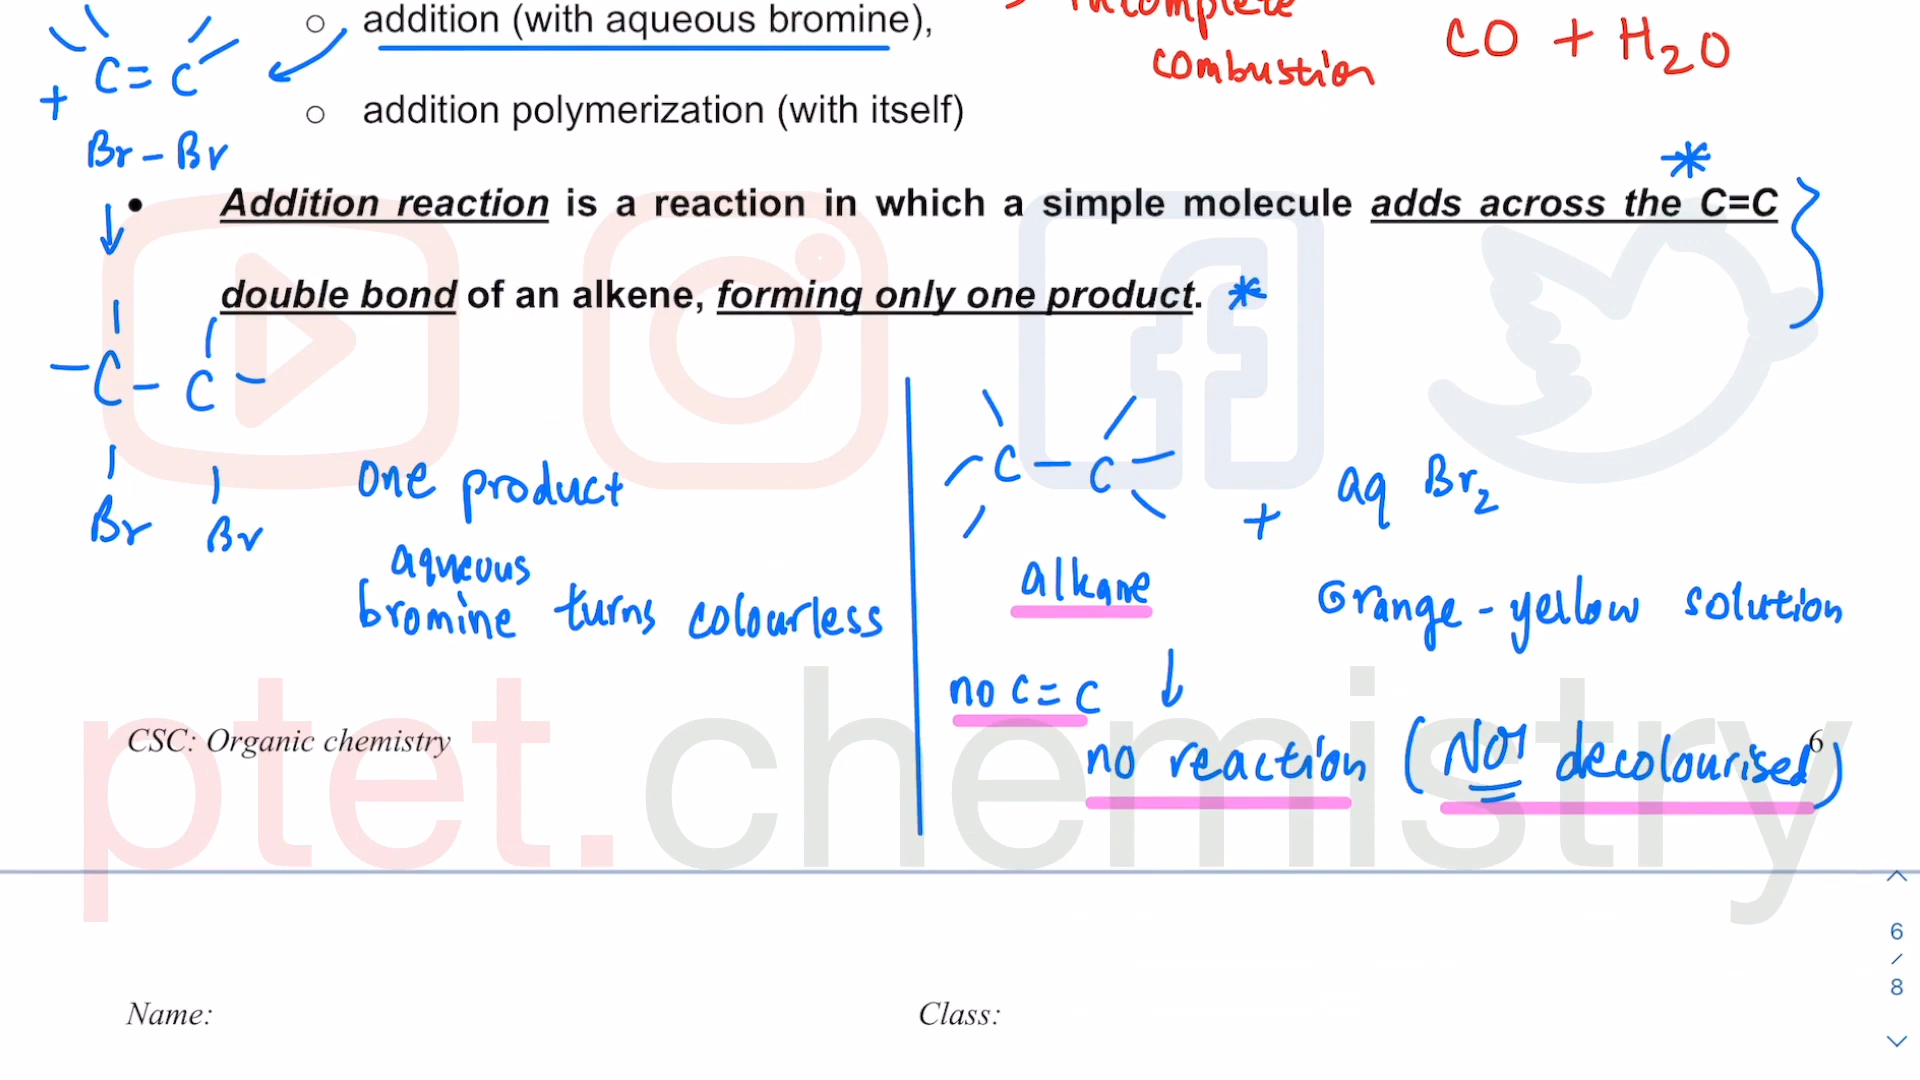 addition (with aqueous bromine),
incomplete
combustion
CO + H2O
C=C
+
Br-Br
addition polymerization (with itself)
Addition reaction is a reaction in which a simple molecule adds across the C=C
double bond of an alkene, forming only one product.
C-C
Br Br
one product
aqueous
bromine turns colourless
C-C + aq Br2
alkane
Orange-yellow solution
no C=C
no reaction (NOT decolourised)
CSC: Organic chemistry
6
ptet.chemistry
6
/
8
Name:
Class: